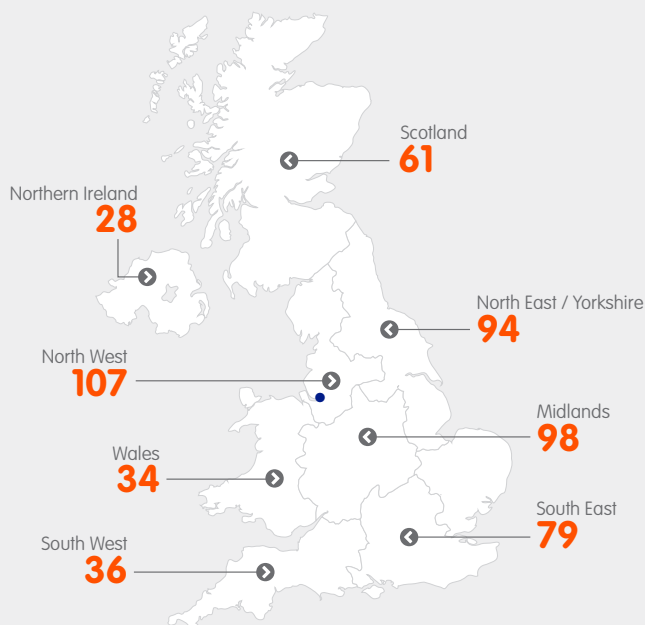 Scotland
61
Northern Ireland
28
North East / Yorkshire
94
North West
107
Midlands
98
Wales
34
South East
79
South West
36